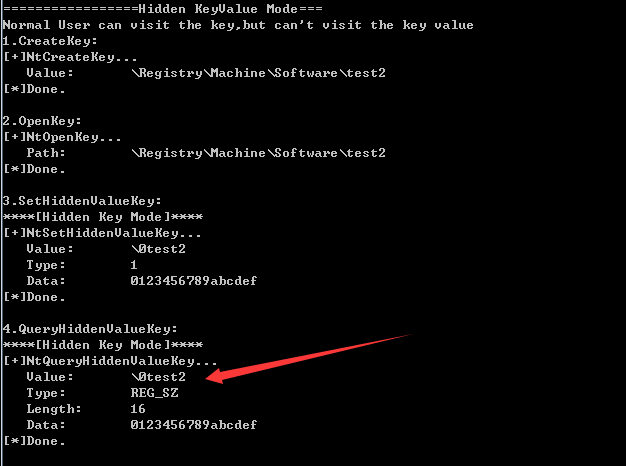 =================Hidden KeyValue Mode===
Normal User can visit the key,but can't visit the key value
1.CreateKey:
[+]NtCreateKey...
Value: \Registry\Machine\Software\test2
[*]Done.
2.OpenKey:
[+]NtOpenKey...
Path: \Registry\Machine\Software\test2
[*]Done.
3.SetHiddenValueKey:
****[Hidden Key Mode]****
[+]NtSetHiddenValueKey...
Value: \0test2
Type: 1
Data: 0123456789abcdef
[*]Done.
4.QueryHiddenValueKey:
****[Hidden Key Mode]****
[+]NtQueryHiddenValueKey...
Value: \0test2
Type: REG_SZ
Length: 16
Data: 0123456789abcdef
[*]Done.